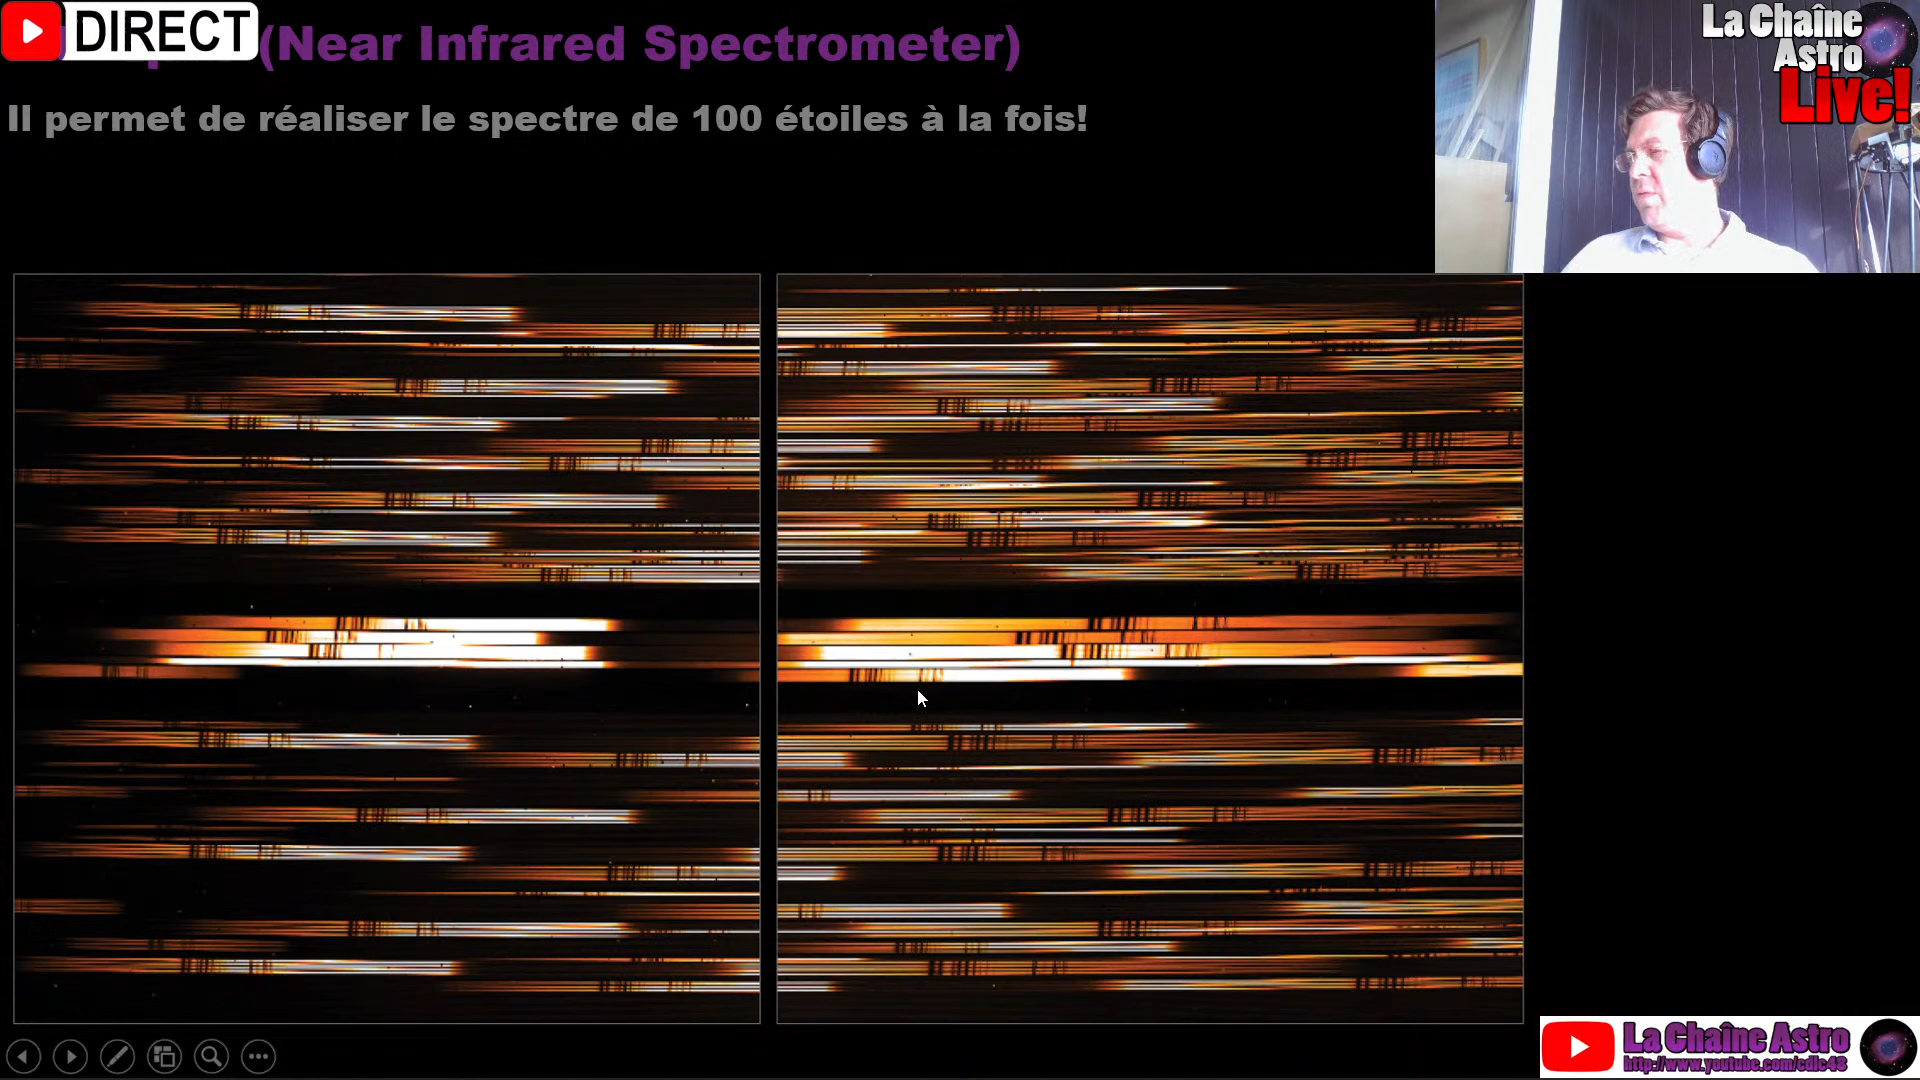 DIRECT
(Near Infrared Spectrometer)
Il permet de réaliser le spectre de 100 étoiles à la fois!
La Chaîne
Astro
Live!
La Chaîne Astro
http://www.youtube.com/cdlc48